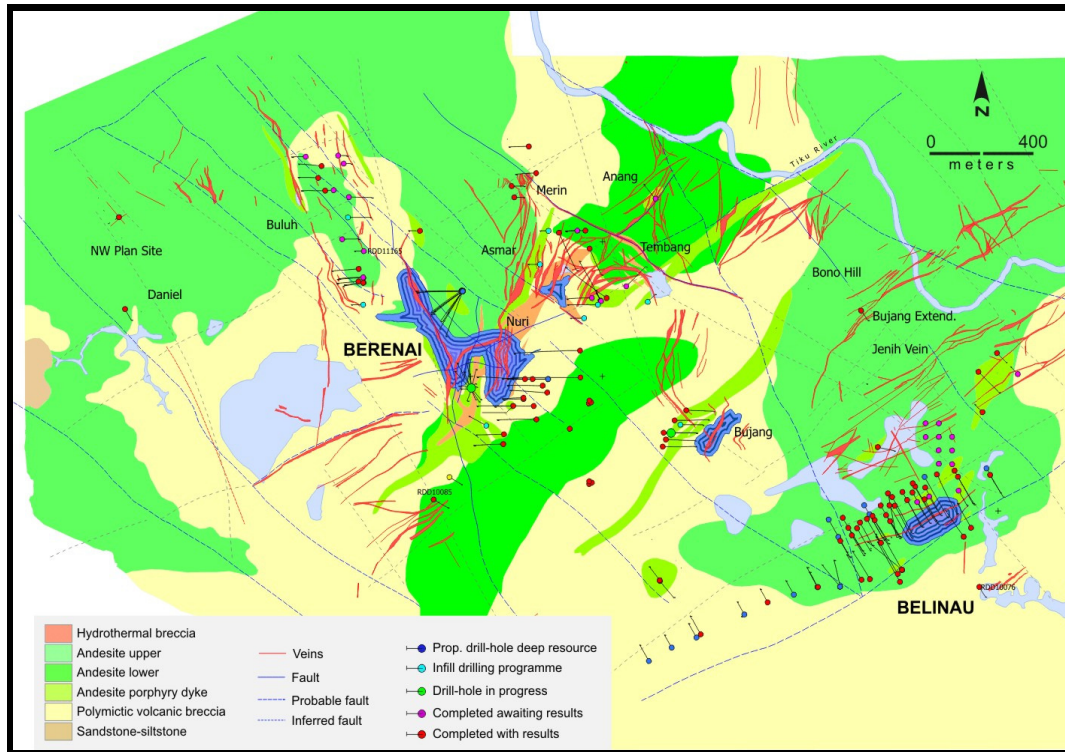 N
0 400
meters
Tiku River
Anang
Merin
Buluh
Tembang
Asmar
NW Plan Site
RDD11165
Bono Hill
Daniel
Bujang Extend.
Nuri
BERENAI
Jenih Vein
Bujang
RDD10085
RDD10076
BELINAU
Hydrothermal breccia
Andesite upper
Andesite lower
Andesite porphyry dyke
Polymictic volcanic breccia
Sandstone-siltstone
Veins
Fault
Probable fault
Inferred fault
Prop. drill-hole deep resource
Infill drilling programme
Drill-hole in progress
Completed awaiting results
Completed with results